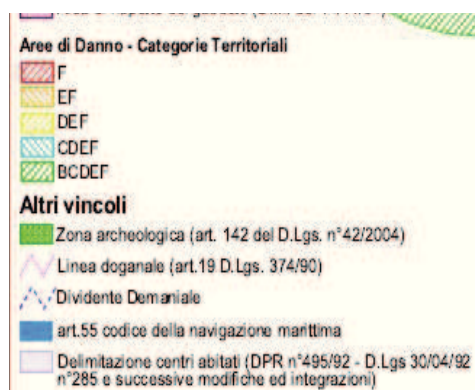 Aree di Danno - Categorie Territoriali
F
EF
DEF
CDEF
BCDEF
Altri vincoli
Zona archeologica (art. 142 del D.Lgs. n°42/2004)
Linea doganale (art.19 D.Lgs. 374/90)
Dividente Demaniale
art.55 codice della navigazione marittima
Delimitazione centri abitati (DPR n°495/92 - D.Lgs 30/04/92
n°285 e successive modifiche ed integrazioni)